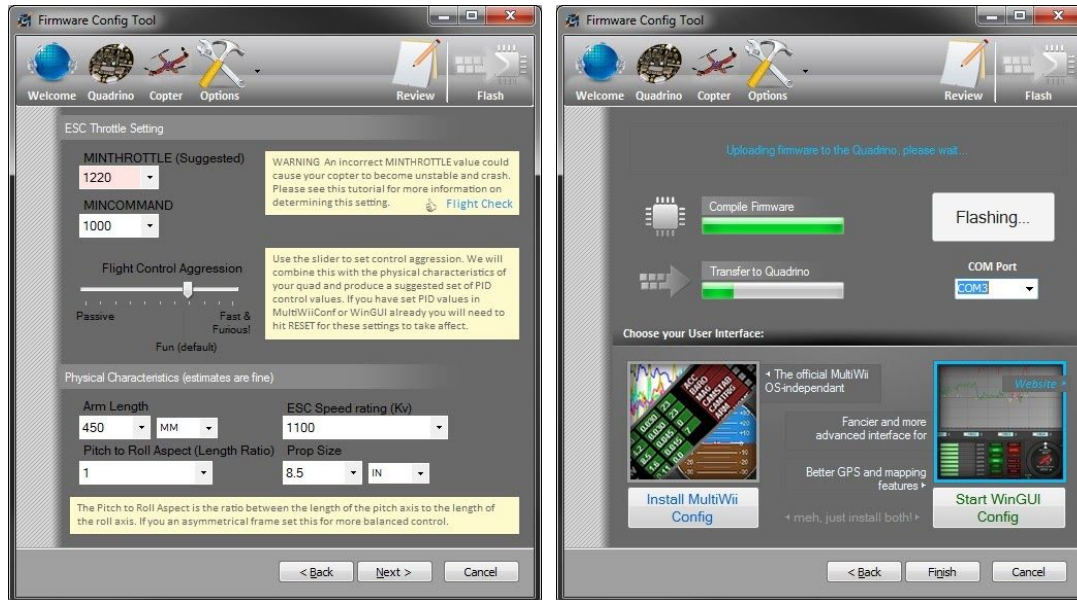 Firmware Config Tool
Welcome Quadrino Copter Options Review Flash
ESC Throttle Setting
MINTHROTTLE (Suggested)
1220
WARNING An incorrect MINTHROTTLE value could
cause your copter to become unstable and crash.
Please see this tutorial for more information on
determining this setting. Flight Check
MINCOMMAND
1000
Flight Control Aggression
Passive
Fast &
Furious!
Fun (default)
Use the slider to set control aggression. We will
combine this with the physical characteristics of
your quad and produce a suggested set of PID
control values. If you have set PID values in
MultiWiiConf or WinGUI already you will need to
hit RESET for these settings to take affect.
Physical Characteristics (estimates are fine)
Arm Length
450 MM
ESC Speed rating (Kv)
1100
Pitch to Roll Aspect (Length Ratio)
1
Prop Size
8.5 IN
The Pitch to Roll Aspect is the ratio between the length of the pitch axis to the length of
the roll axis. If you an asymmetrical frame set this for more balanced control.
< Back Next > Cancel
Firmware Config Tool
Welcome Quadrino Copter Options Review Flash
Uploading firmware to the Quadrino, please wait...
Compile Firmware
Flashing...
Transfer to Quadrino
COM Port
COM3
Choose your User Interface:
The official MultiWii
OS-independant
Fancier and more
advanced interface for
Better GPS and mapping
features
meh, just install both!
ACC
BARO
MAG
CAMSTAB
CAMTRIG
ARM
Website
Install MultiWii
Config
Start WinGUI
Config
< Back Finish Cancel